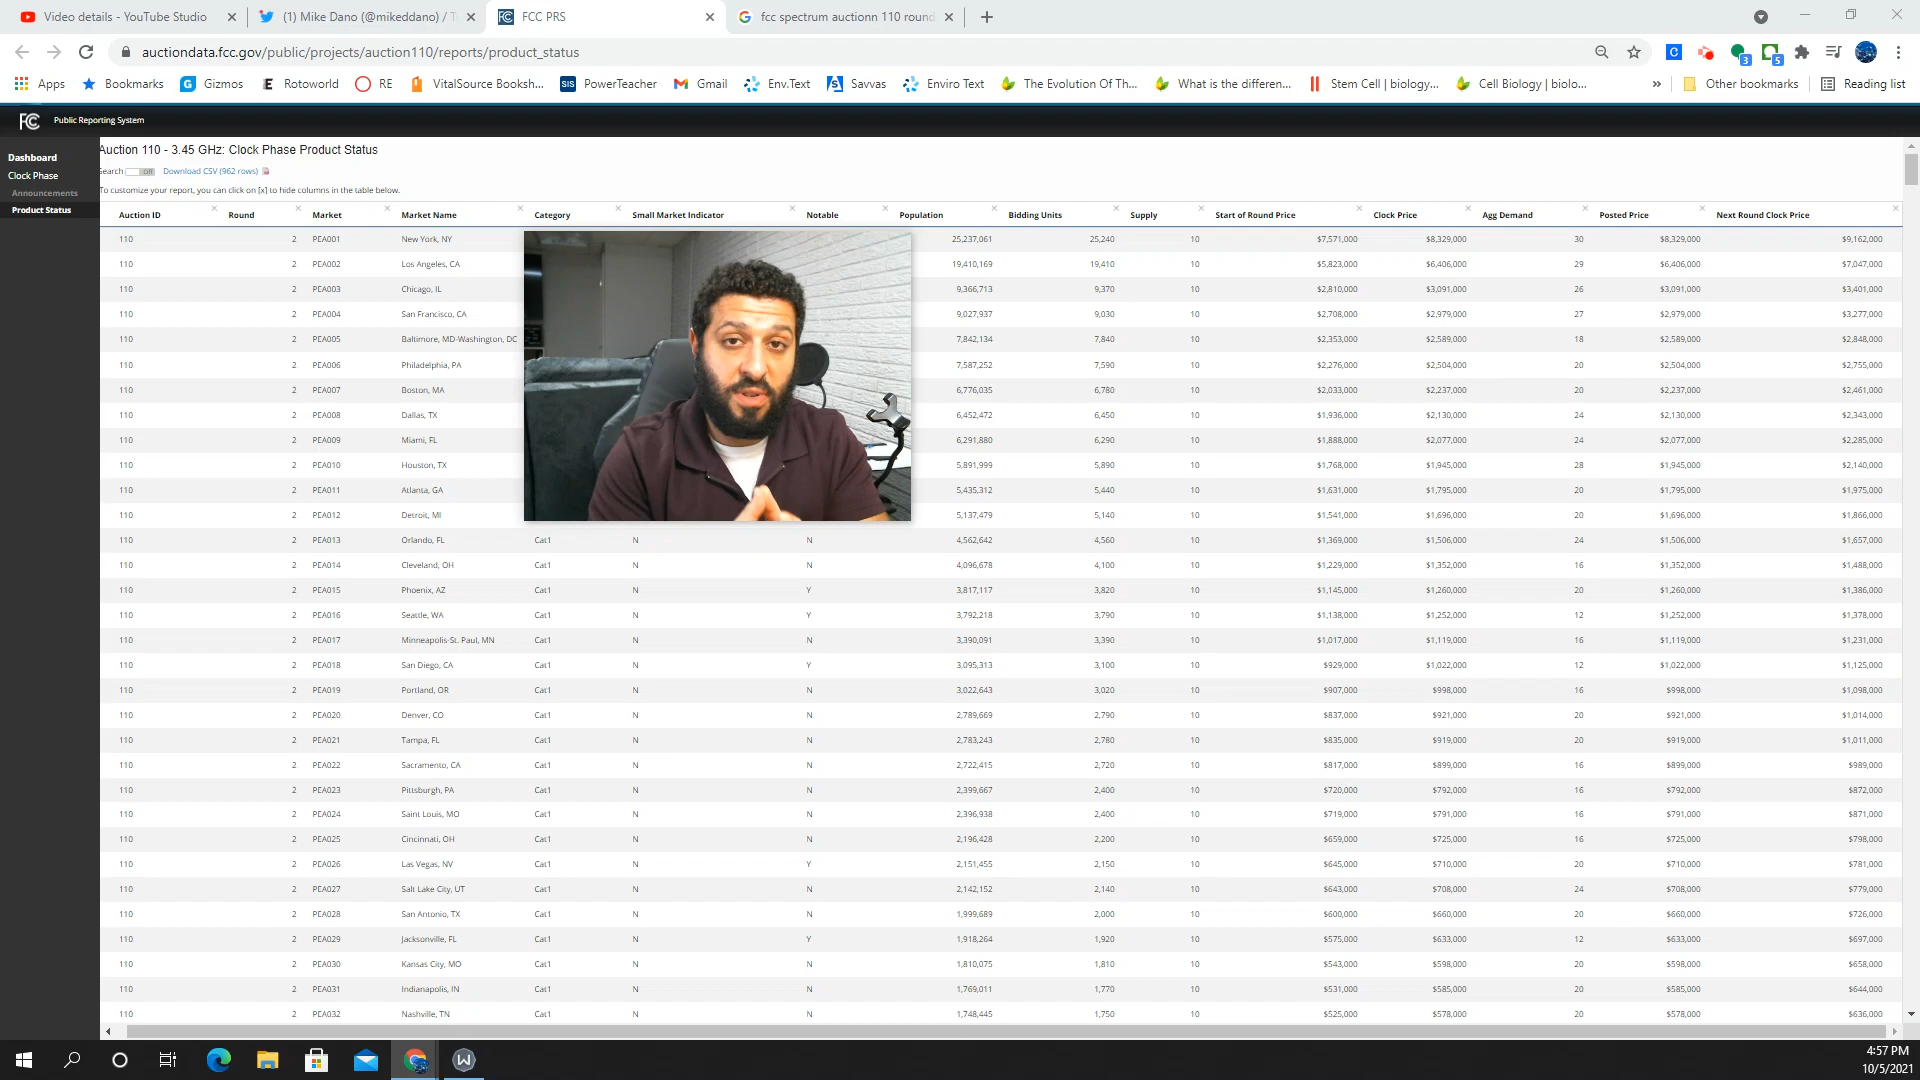 Video details - YouTube Studio
(1) Mike Dano (@mikeddano) / T
FCC PRS
fcc spectrum auctionn 110 round
auctiondata.fcc.gov/public/projects/auction110/reports/product_status
Apps Bookmarks Gizmos Rotoworld RE VitalSource Booksh... PowerTeacher Gmail Env.Text Savvas Enviro Text The Evolution Of Th... What is the differen... Stem Cell | biology... Cell Biology | biolo... » Other bookmarks Reading list
FCC Public Reporting System
Dashboard
Clock Phase
Announcements
Product Status
Auction 110 - 3.45 GHz: Clock Phase Product Status
Search Off Download CSV (962 rows)
To customize your report, you can click on [x] to hide columns in the table below.
Auction ID Round Market Market Name Category Small Market Indicator Notable Population Bidding Units Supply Start of Round Price Clock Price Agg Demand Posted Price Next Round Clock Price
110 2 PEA001 New York, NY 25,237,061 25,240 10 $7,571,000 $8,329,000 30 $8,329,000 $9,162,000
110 2 PEA002 Los Angeles, CA 19,410,169 19,410 10 $5,823,000 $6,406,000 29 $6,406,000 $7,047,000
110 2 PEA003 Chicago, IL 9,366,713 9,370 10 $2,810,000 $3,091,000 26 $3,091,000 $3,401,000
110 2 PEA004 San Francisco, CA 9,027,937 9,030 10 $2,708,000 $2,979,000 27 $2,979,000 $3,277,000
110 2 PEA005 Baltimore, MD-Washington, DC 7,842,134 7,840 10 $2,353,000 $2,589,000 18 $2,589,000 $2,848,000
110 2 PEA006 Philadelphia, PA 7,587,252 7,590 10 $2,276,000 $2,504,000 20 $2,504,000 $2,755,000
110 2 PEA007 Boston, MA 6,776,035 6,780 10 $2,033,000 $2,237,000 20 $2,237,000 $2,461,000
110 2 PEA008 Dallas, TX 6,452,472 6,450 10 $1,936,000 $2,130,000 24 $2,130,000 $2,343,000
110 2 PEA009 Miami, FL 6,291,880 6,290 10 $1,888,000 $2,077,000 24 $2,077,000 $2,285,000
110 2 PEA010 Houston, TX 5,891,999 5,890 10 $1,768,000 $1,945,000 28 $1,945,000 $2,140,000
110 2 PEA011 Atlanta, GA 5,435,312 5,440 10 $1,631,000 $1,795,000 20 $1,795,000 $1,975,000
110 2 PEA012 Detroit, MI 5,137,479 5,140 10 $1,541,000 $1,696,000 20 $1,696,000 $1,866,000
110 2 PEA013 Orlando, FL Cat1 N N 4,562,642 4,560 10 $1,369,000 $1,506,000 24 $1,506,000 $1,657,000
110 2 PEA014 Cleveland, OH Cat1 N N 4,096,678 4,100 10 $1,229,000 $1,352,000 16 $1,352,000 $1,488,000
110 2 PEA015 Phoenix, AZ Cat1 N Y 3,817,117 3,820 10 $1,145,000 $1,260,000 20 $1,260,000 $1,386,000
110 2 PEA016 Seattle, WA Cat1 N Y 3,792,218 3,790 10 $1,138,000 $1,252,000 12 $1,252,000 $1,378,000
110 2 PEA017 Minneapolis-St. Paul, MN Cat1 N N 3,390,091 3,390 10 $1,017,000 $1,119,000 16 $1,119,000 $1,231,000
110 2 PEA018 San Diego, CA Cat1 N Y 3,095,313 3,100 10 $929,000 $1,022,000 12 $1,022,000 $1,125,000
110 2 PEA019 Portland, OR Cat1 N N 3,022,643 3,020 10 $907,000 $998,000 16 $998,000 $1,098,000
110 2 PEA020 Denver, CO Cat1 N N 2,789,669 2,790 10 $837,000 $921,000 20 $921,000 $1,014,000
110 2 PEA021 Tampa, FL Cat1 N N 2,783,243 2,780 10 $835,000 $919,000 20 $919,000 $1,011,000
110 2 PEA022 Sacramento, CA Cat1 N N 2,722,415 2,720 10 $817,000 $899,000 16 $899,000 $989,000
110 2 PEA023 Pittsburgh, PA Cat1 N N 2,399,667 2,400 10 $720,000 $792,000 16 $792,000 $872,000
110 2 PEA024 Saint Louis, MO Cat1 N N 2,396,938 2,400 10 $719,000 $791,000 16 $791,000 $871,000
110 2 PEA025 Cincinnati, OH Cat1 N N 2,196,428 2,200 10 $659,000 $725,000 16 $725,000 $798,000
110 2 PEA026 Las Vegas, NV Cat1 N Y 2,151,455 2,150 10 $645,000 $710,000 20 $710,000 $781,000
110 2 PEA027 Salt Lake City, UT Cat1 N N 2,142,152 2,140 10 $643,000 $708,000 24 $708,000 $779,000
110 2 PEA028 San Antonio, TX Cat1 N N 1,999,689 2,000 10 $600,000 $660,000 20 $660,000 $726,000
110 2 PEA029 Jacksonville, FL Cat1 N Y 1,918,264 1,920 10 $575,000 $633,000 12 $633,000 $697,000
110 2 PEA030 Kansas City, MO Cat1 N N 1,810,075 1,810 10 $543,000 $598,000 20 $598,000 $658,000
110 2 PEA031 Indianapolis, IN Cat1 N N 1,769,011 1,770 10 $531,000 $585,000 20 $585,000 $644,000
110 2 PEA032 Nashville, TN Cat1 N N 1,748,445 1,750 10 $525,000 $578,000 20 $578,000 $636,000
4:57 PM
10/5/2021